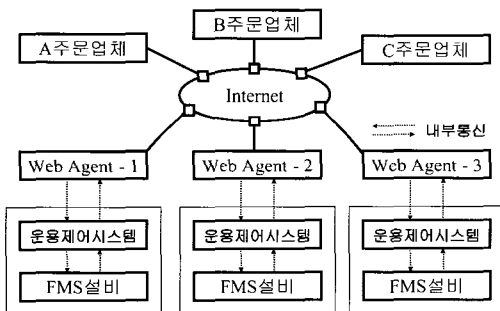 B주문업체
A주문업체
C주문업체
Internet
내부통신
Web Agent - 1
Web Agent - 2
Web Agent - 3
운용제어시스템
운용제어시스템
운용제어시스템
FMS설비
FMS설비
FMS설비